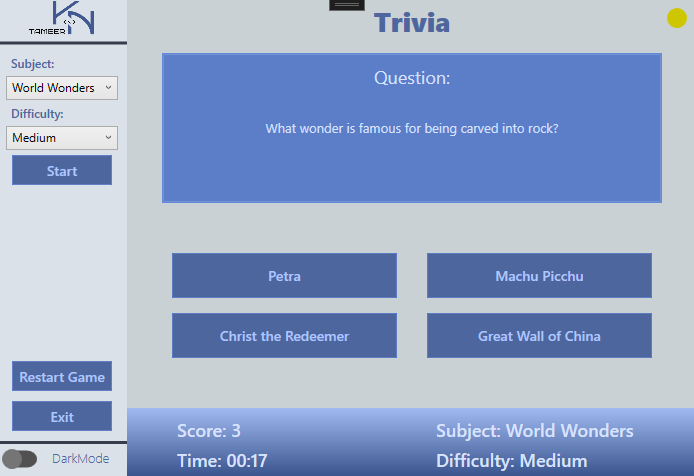 KN
TAMEER
Subject:
World Wonders
Difficulty:
Medium
Start
Restart Game
Exit
DarkMode
Trivia
Question:
What wonder is famous for being carved into rock?
Petra
Machu Picchu
Christ the Redeemer
Great Wall of China
Score: 3
Subject: World Wonders
Time: 00:17
Difficulty: Medium